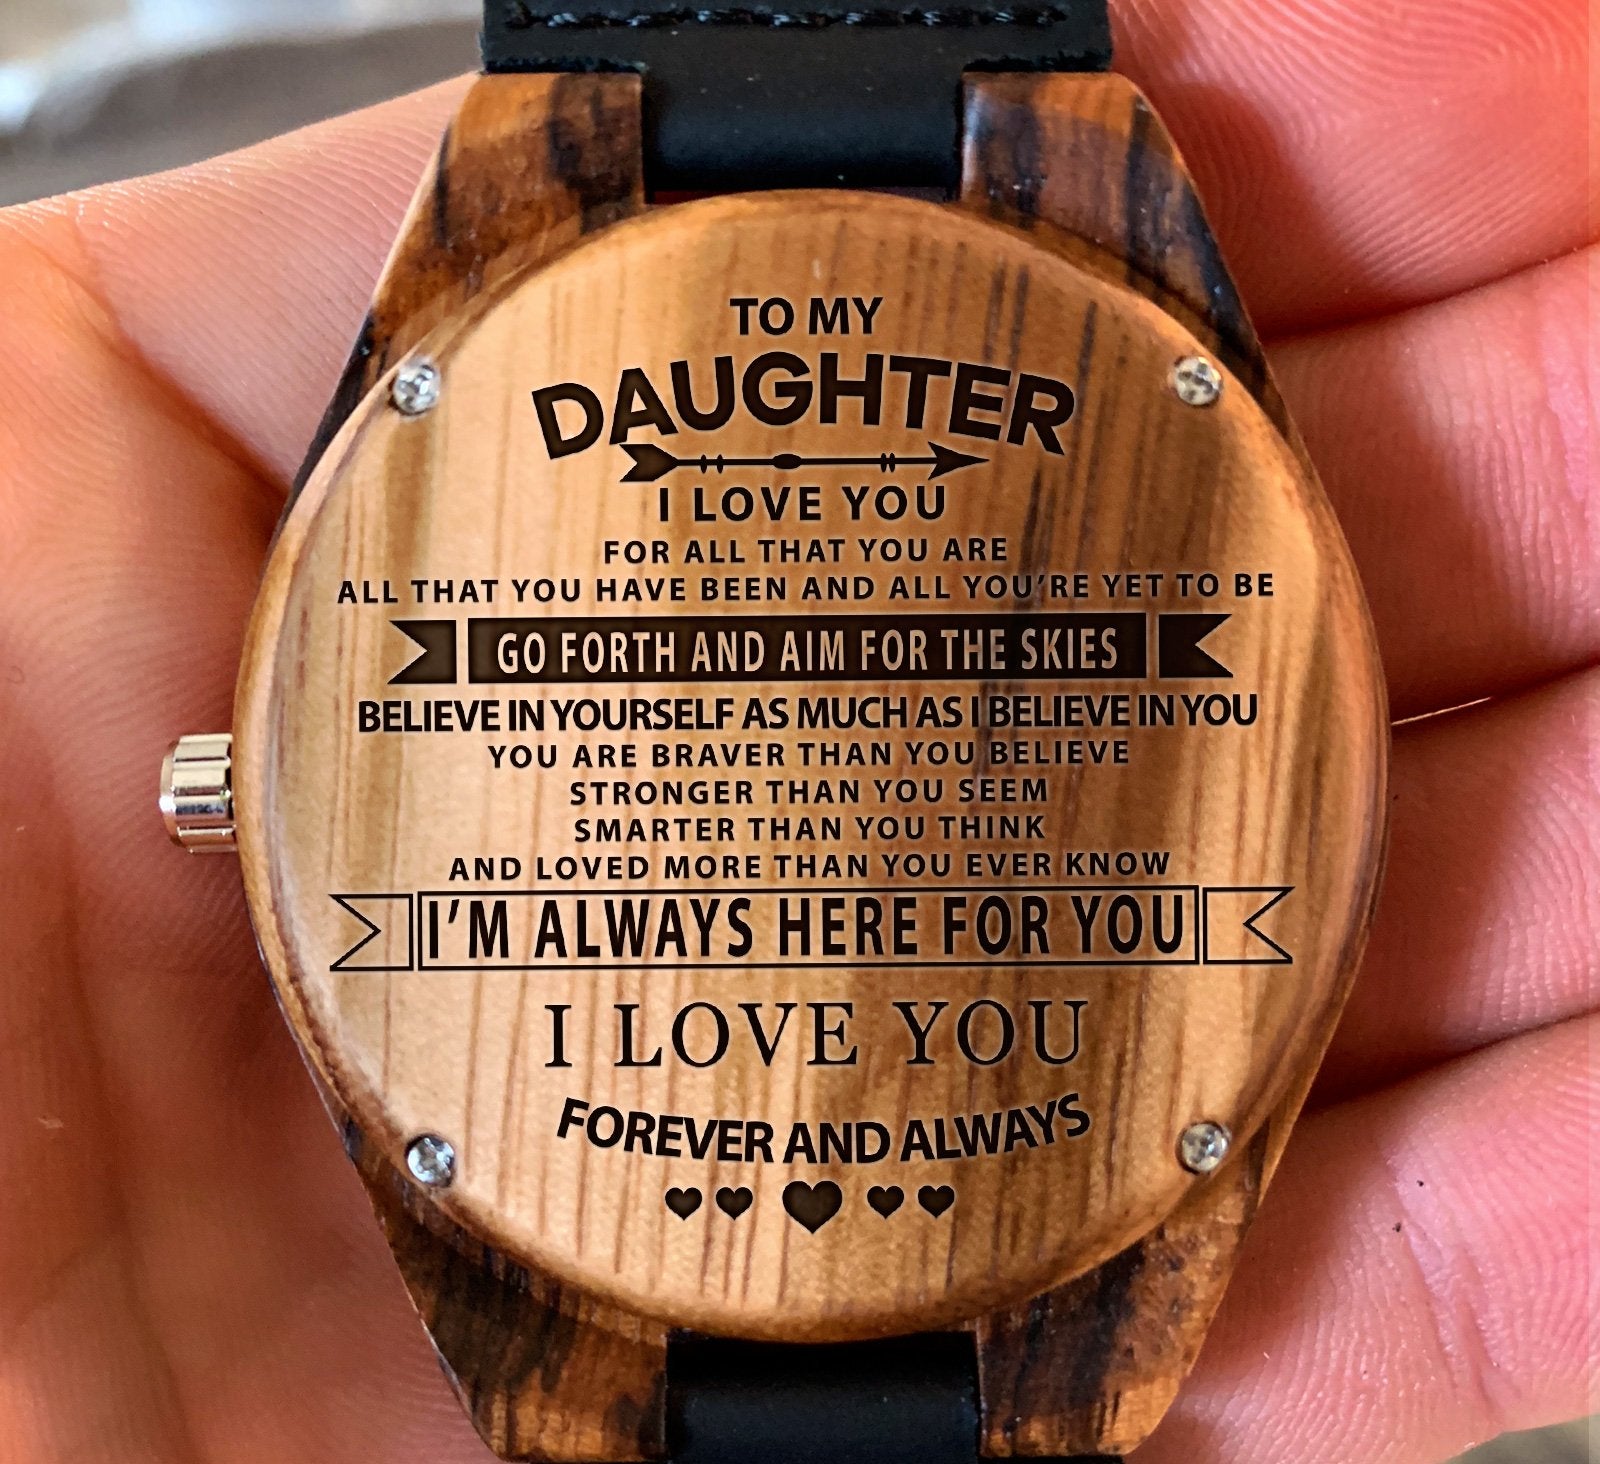 TO MY
DAUGHTER
I LOVE YOU
FOR ALL THAT YOU ARE
ALL THAT YOU HAVE BEEN AND ALL YOU'RE YET TO BE
GO FORTH AND AIM FOR THE SKIES
BELIEVE IN YOURSELF AS MUCH AS I BELIEVE IN YOU
YOU ARE BRAVER THAN YOU BELIEVE
STRONGER THAN YOU SEEM
SMARTER THAN YOU THINK
AND LOVED MORE THAN YOU EVER KNOW
I'M ALWAYS HERE FOR YOU
I LOVE YOU
FOREVER AND ALWAYS